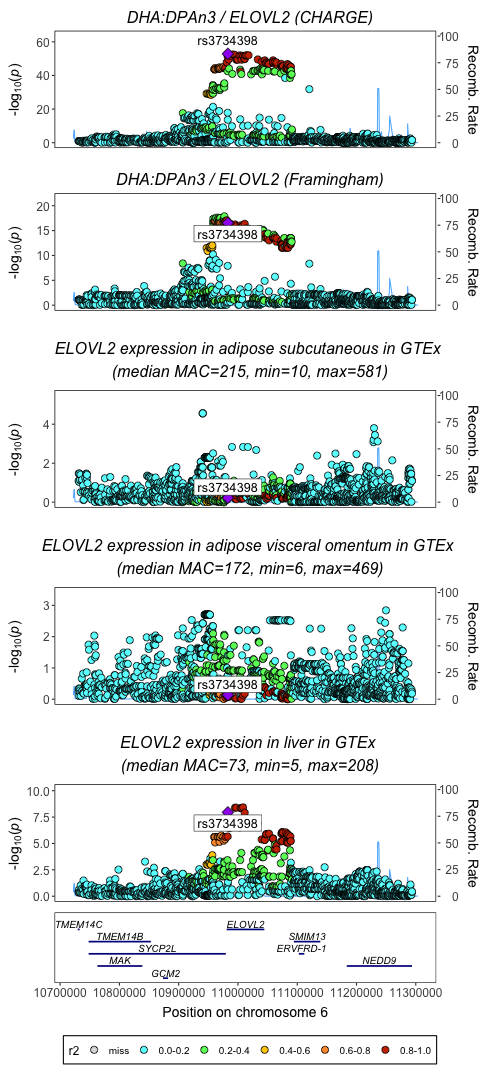 DHA:DPAn3 / ELOVL2 (CHARGE)
rs3734398
60
40
20
0
-log10(p)
100
75
50
25
0
Recomb. Rate
DHA:DPAn3 / ELOVL2 (Framingham)
rs3734398
20
15
10
5
0
-log10(p)
100
75
50
25
0
Recomb. Rate
ELOVL2 expression in adipose subcutaneous in GTEx
(median MAC=215, min=10, max=581)
rs3734398
4
2
0
-log10(p)
100
75
50
25
0
Recomb. Rate
ELOVL2 expression in adipose visceral omentum in GTEx
(median MAC=172, min=6, max=469)
rs3734398
3
2
1
0
-log10(p)
100
75
50
25
0
Recomb. Rate
ELOVL2 expression in liver in GTEx
(median MAC=73, min=5, max=208)
rs3734398
10.0
7.5
5.0
2.5
0.0
-log10(p)
100
75
50
25
0
Recomb. Rate
TMEM14C ELOVL2
TMEM14B SMIM13
SYCP2L ERVFRD-1
MAK NEDD9
GCM2
10700000 10800000 10900000 11000000 11100000 11200000 11300000
Position on chromosome 6
r2 miss 0.0-0.2 0.2-0.4 0.4-0.6 0.6-0.8 0.8-1.0